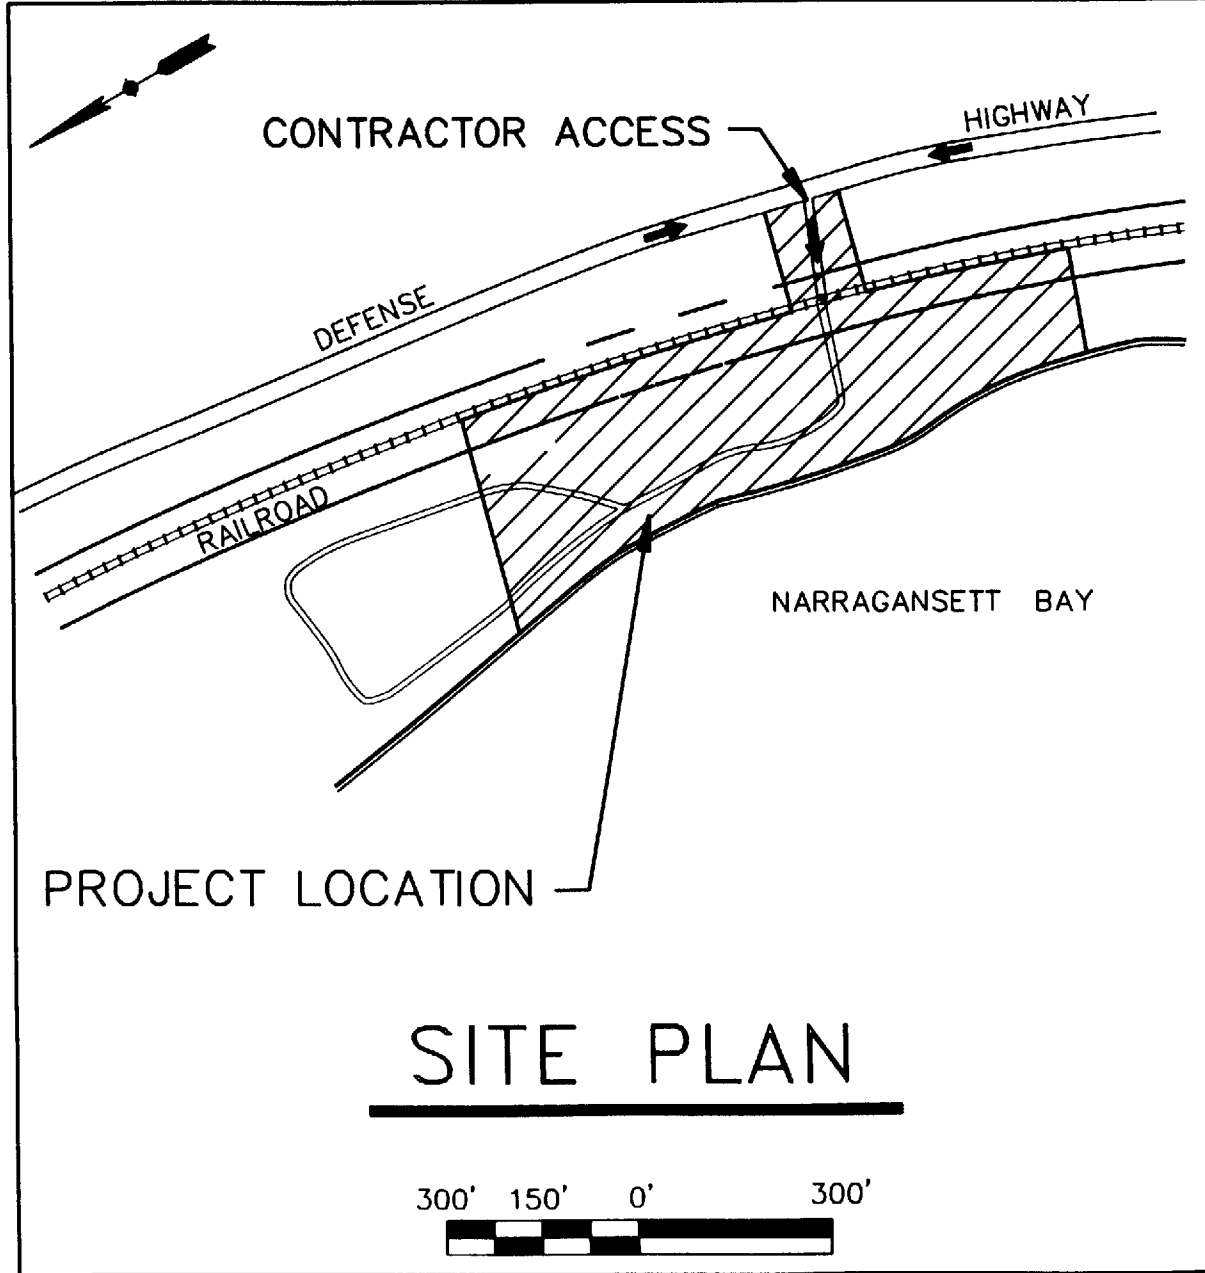 CONTRACTOR ACCESS
HIGHWAY
DEFENSE
RAILROAD
NARRAGANSETT BAY
PROJECT LOCATION
SITE PLAN
300' 150' 0' 300'